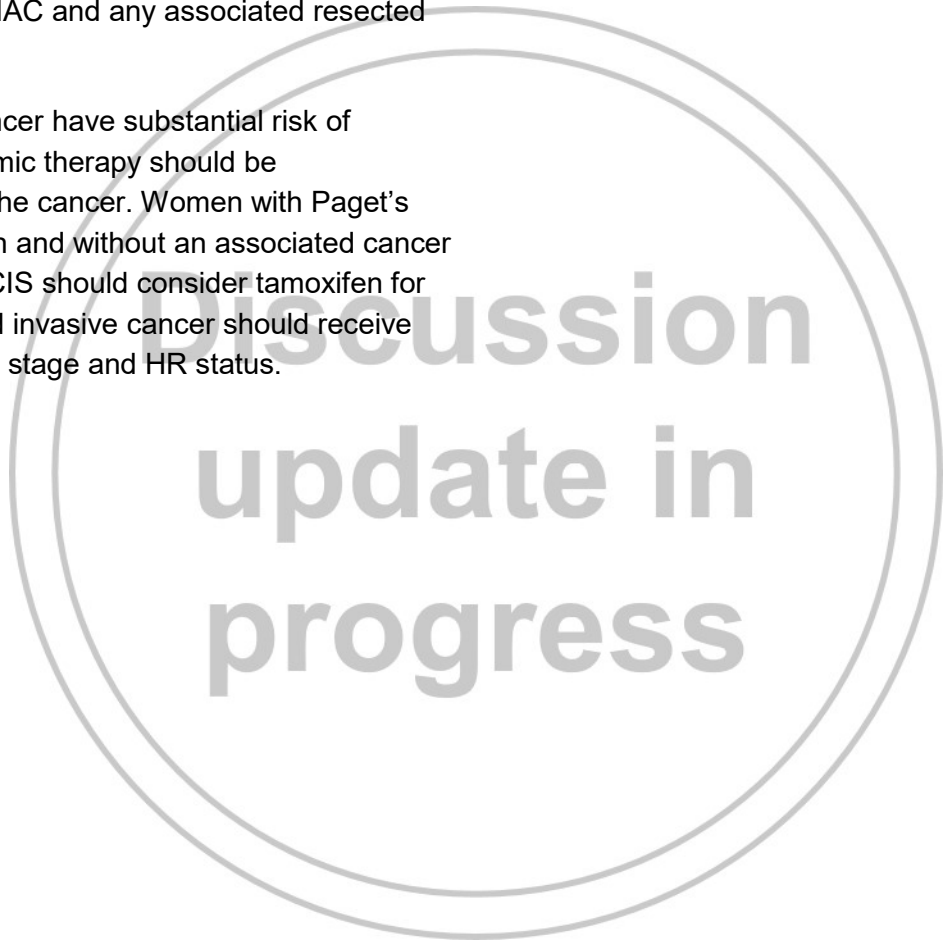 NAC and any associated resected
ncer have substantial risk of
mic therapy should be
he cancer. Women with Paget’s
n and without an associated cancer
CIS should consider tamoxifen for
d invasive cancer should receive
stage and HR status.
Discussion
update in
progress